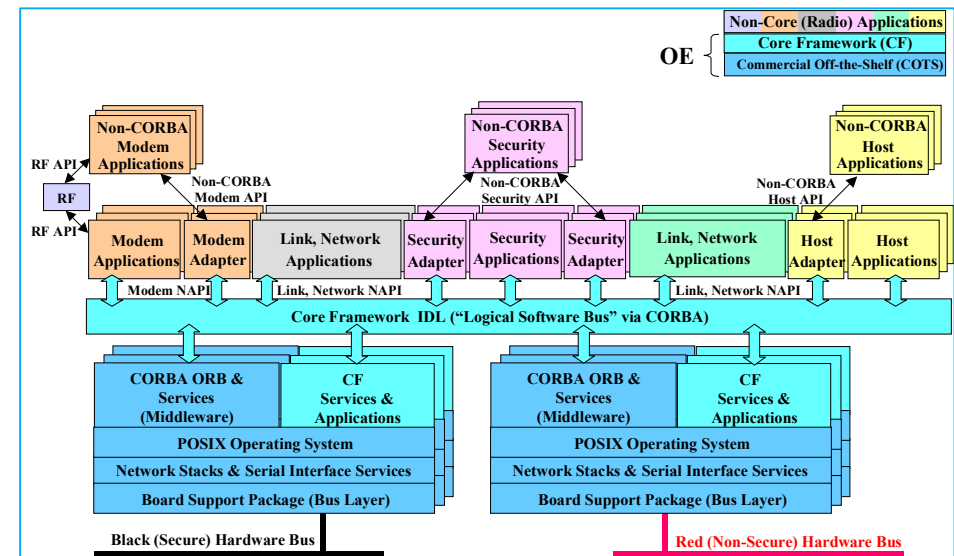 Non-Core (Radio) Applications
OE
Core Framework (CF)
Commercial Off-the-Shelf (COTS)
Non-CORBA
Modem
Applications
Non-CORBA
Security
Applications
Non-CORBA
Host
Applications
RF API
RF
RF API
Non-CORBA
Modem API
Non-CORBA
Security API
Non-CORBA
Host API
Modem
Applications
Modem
Adapter
Link, Network
Applications
Security
Adapter
Security
Applications
Security
Adapter
Link, Network
Applications
Host
Adapter
Host
Applications
Modem NAPI
Link, Network NAPI
Link, Network NAPI
Core Framework IDL (“Logical Software Bus” via CORBA)
CORBA ORB &
Services
(Middleware)
CF
Services &
Applications
POSIX Operating System
Network Stacks & Serial Interface Services
Board Support Package (Bus Layer)
CORBA ORB &
Services
(Middleware)
CF
Services &
Applications
POSIX Operating System
Network Stacks & Serial Interface Services
Board Support Package (Bus Layer)
Black (Secure) Hardware Bus
Red (Non-Secure) Hardware Bus